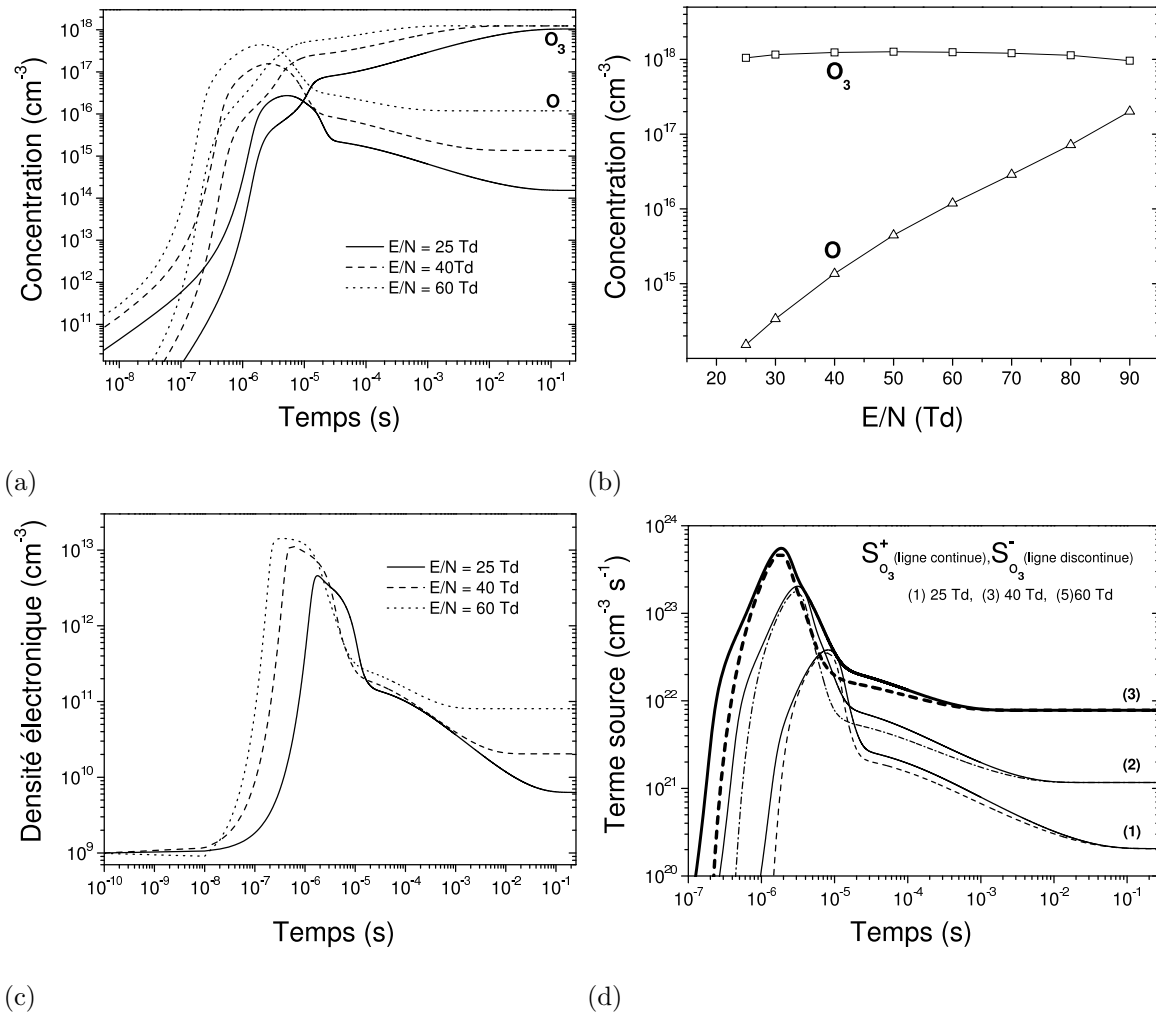 10^18
10^17
10^16
10^15
10^14
10^13
10^12
10^11
Concentration (cm^-3)
O_3
O
E/N = 25 Td
E/N = 40Td
E/N = 60 Td
10^-8 10^-7 10^-6 10^-5 10^-4 10^-3 10^-2 10^-1
Temps (s)
(a)
10^19
10^18
10^17
10^16
10^15
Concentration (cm^-3)
O_3
O
20 30 40 50 60 70 80 90
E/N (Td)
(b)
10^13
10^12
10^11
10^10
10^9
Densité électronique (cm^-3)
E/N = 25 Td
E/N = 40 Td
E/N = 60 Td
10^-10 10^-9 10^-8 10^-7 10^-6 10^-5 10^-4 10^-3 10^-2 10^-1
Temps (s)
(c)
10^24
10^23
10^22
10^21
10^20
Terme source (cm^-3 s^-1)
S_O3^+ (ligne continue), S_O3^- (ligne discontinue)
(1) 25 Td, (3) 40 Td, (5)60 Td
(3)
(2)
(1)
10^-7 10^-6 10^-5 10^-4 10^-3 10^-2 10^-1
Temps (s)
(d)